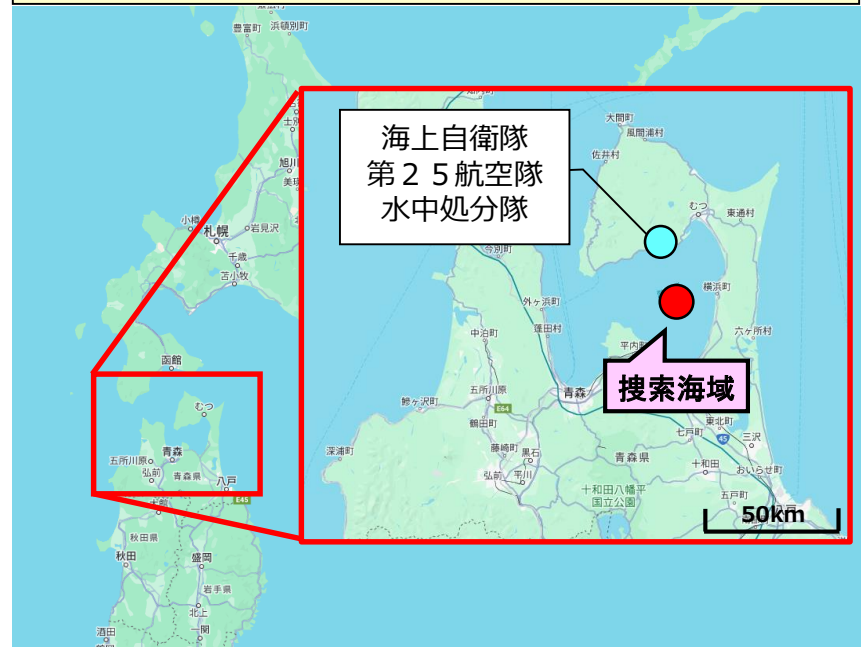 豊富町
浜頓別町
士別
旭川
美瑛
小樽
札幌
岩見沢
千歳
苫小牧
函館
むつ
五所川原
青森
弘前
青森県
八戸
E45
秋田県
秋田
盛岡
岩手県
北上
一関
酒田
海上自衛隊
第25航空隊
水中処分隊
大間町
風間浦村
佐井村
むつ
東通村
今別町
横浜町
外ヶ浜町
中泊町
蓬田村
六ヶ所村
平内町
捜索海域
五所川原
青森
鰺ヶ沢町
E64
鶴田町
東北町
七戸町
45
三沢
深浦町
藤崎町
黒石
青森県
十和田
おいらせ町
弘前
平川
十和田八幡平
国立公園
五戸町
50km